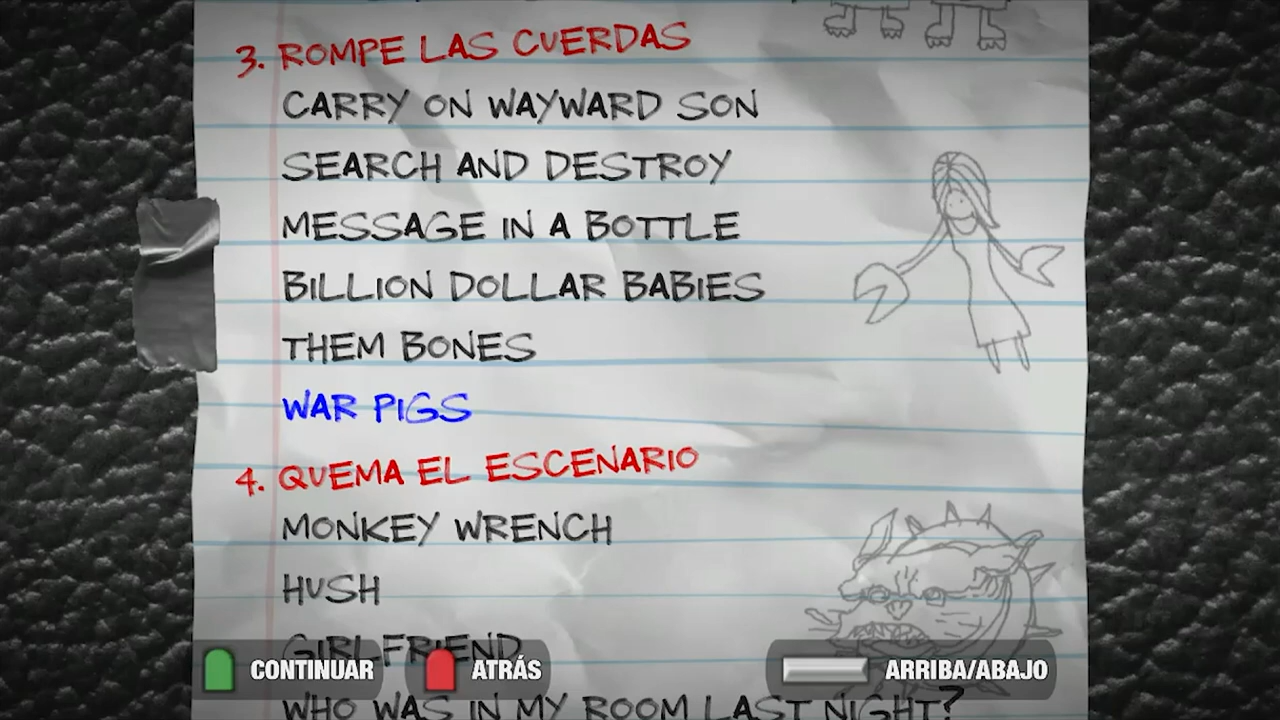 3. ROMPE LAS CUERDAS
CARRY ON WAYWARD SON
SEARCH AND DESTROY
MESSAGE IN A BOTTLE
BILLION DOLLAR BABIES
THEM BONES
WAR PIGS
4. QUEMA EL ESCENARIO
MONKEY WRENCH
HUSH
GIRLFRIEND
WHO WAS IN MY ROOM LAST NIGHT?
CONTINUAR ATRÁS ARRIBA/ABAJO